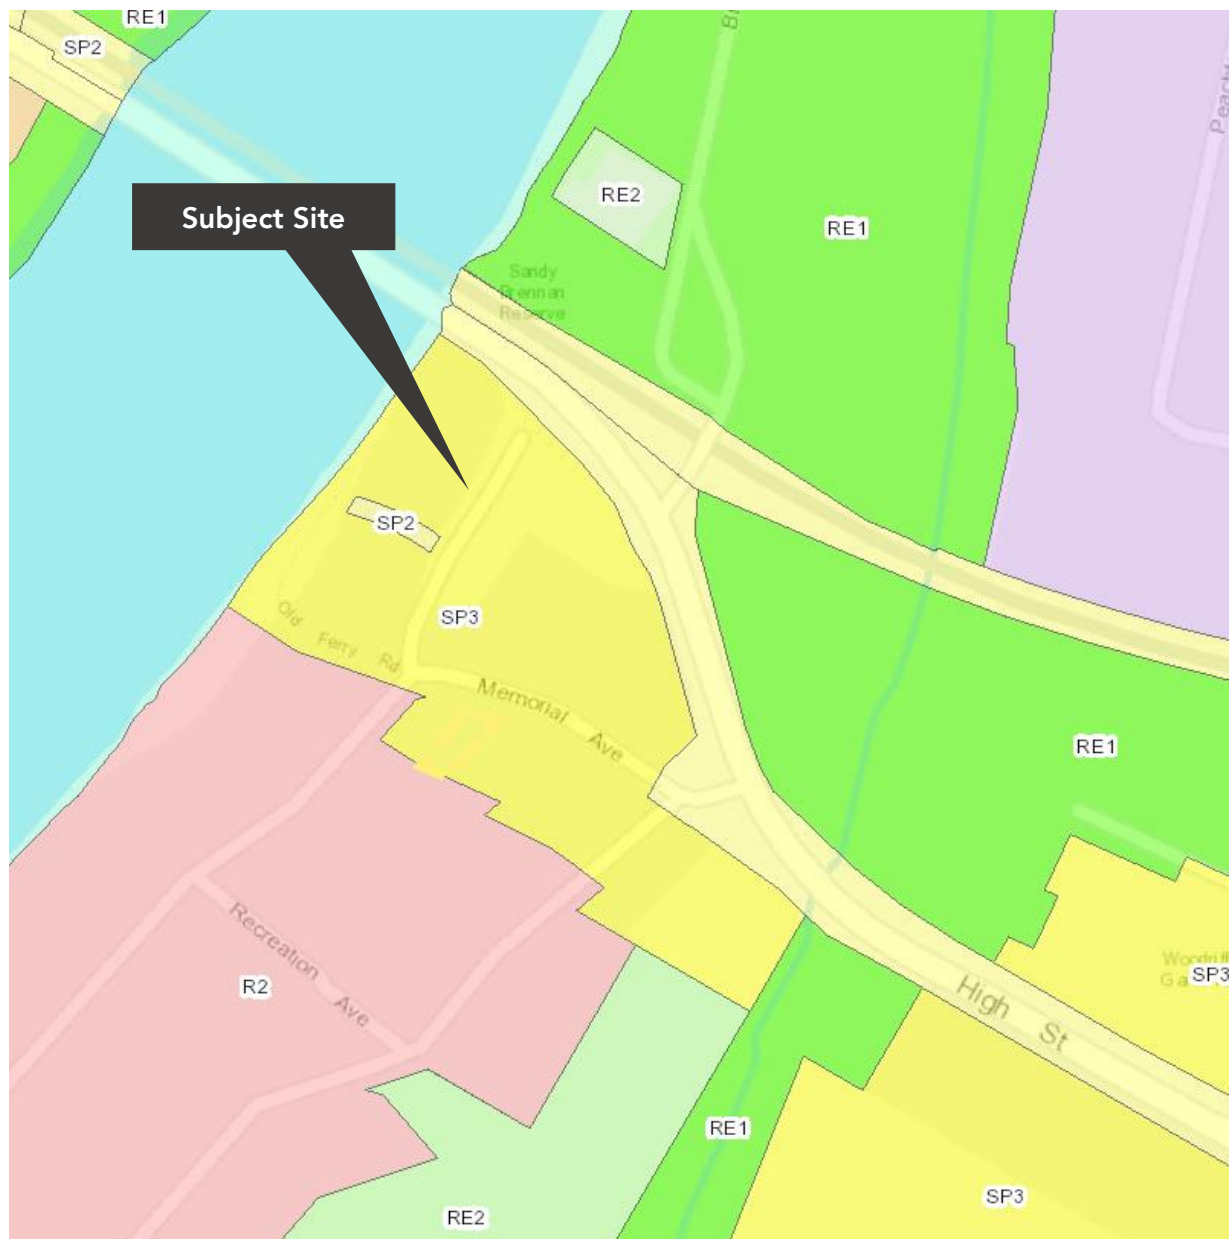 RE1
SP2
RE2
RE1
Subject Site
Sandy
Brennan
Reserve
SP2
SP3
Old Ferry Rd
Memorial Ave
RE1
Recreation Ave
R2
High St
SP3
RE1
SP3
RE2